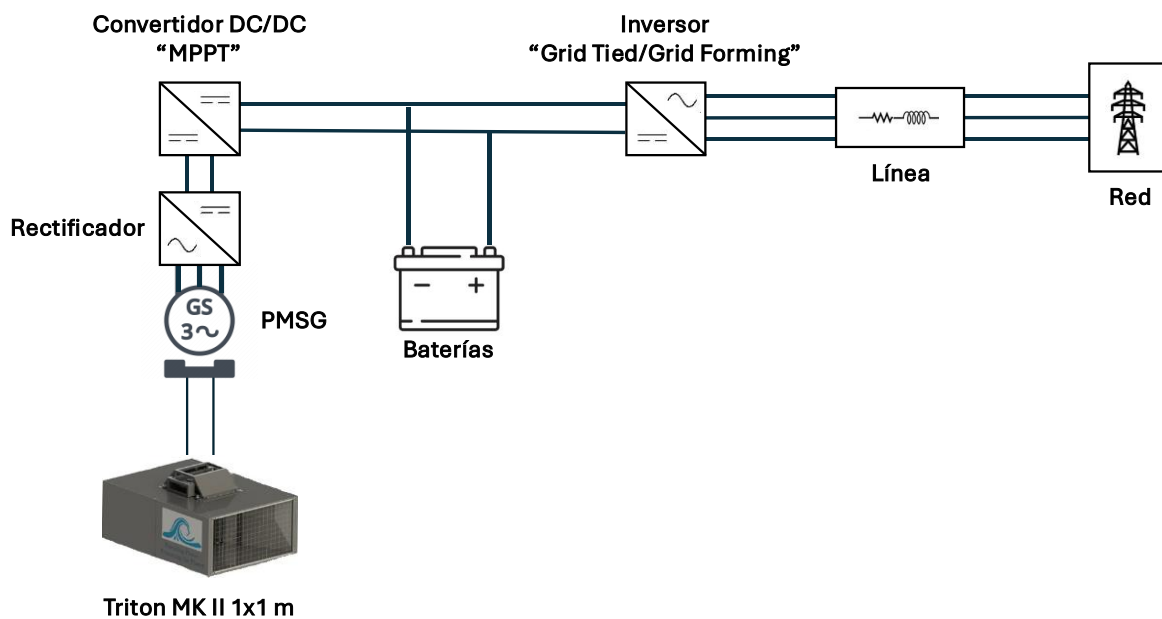 Convertidor DC/DC
“MPPT”
Inversor
“Grid Tied/Grid Forming”
Línea
Red
Rectificador
GS
3~
PMSG
Baterías
Triton MK II 1x1 m